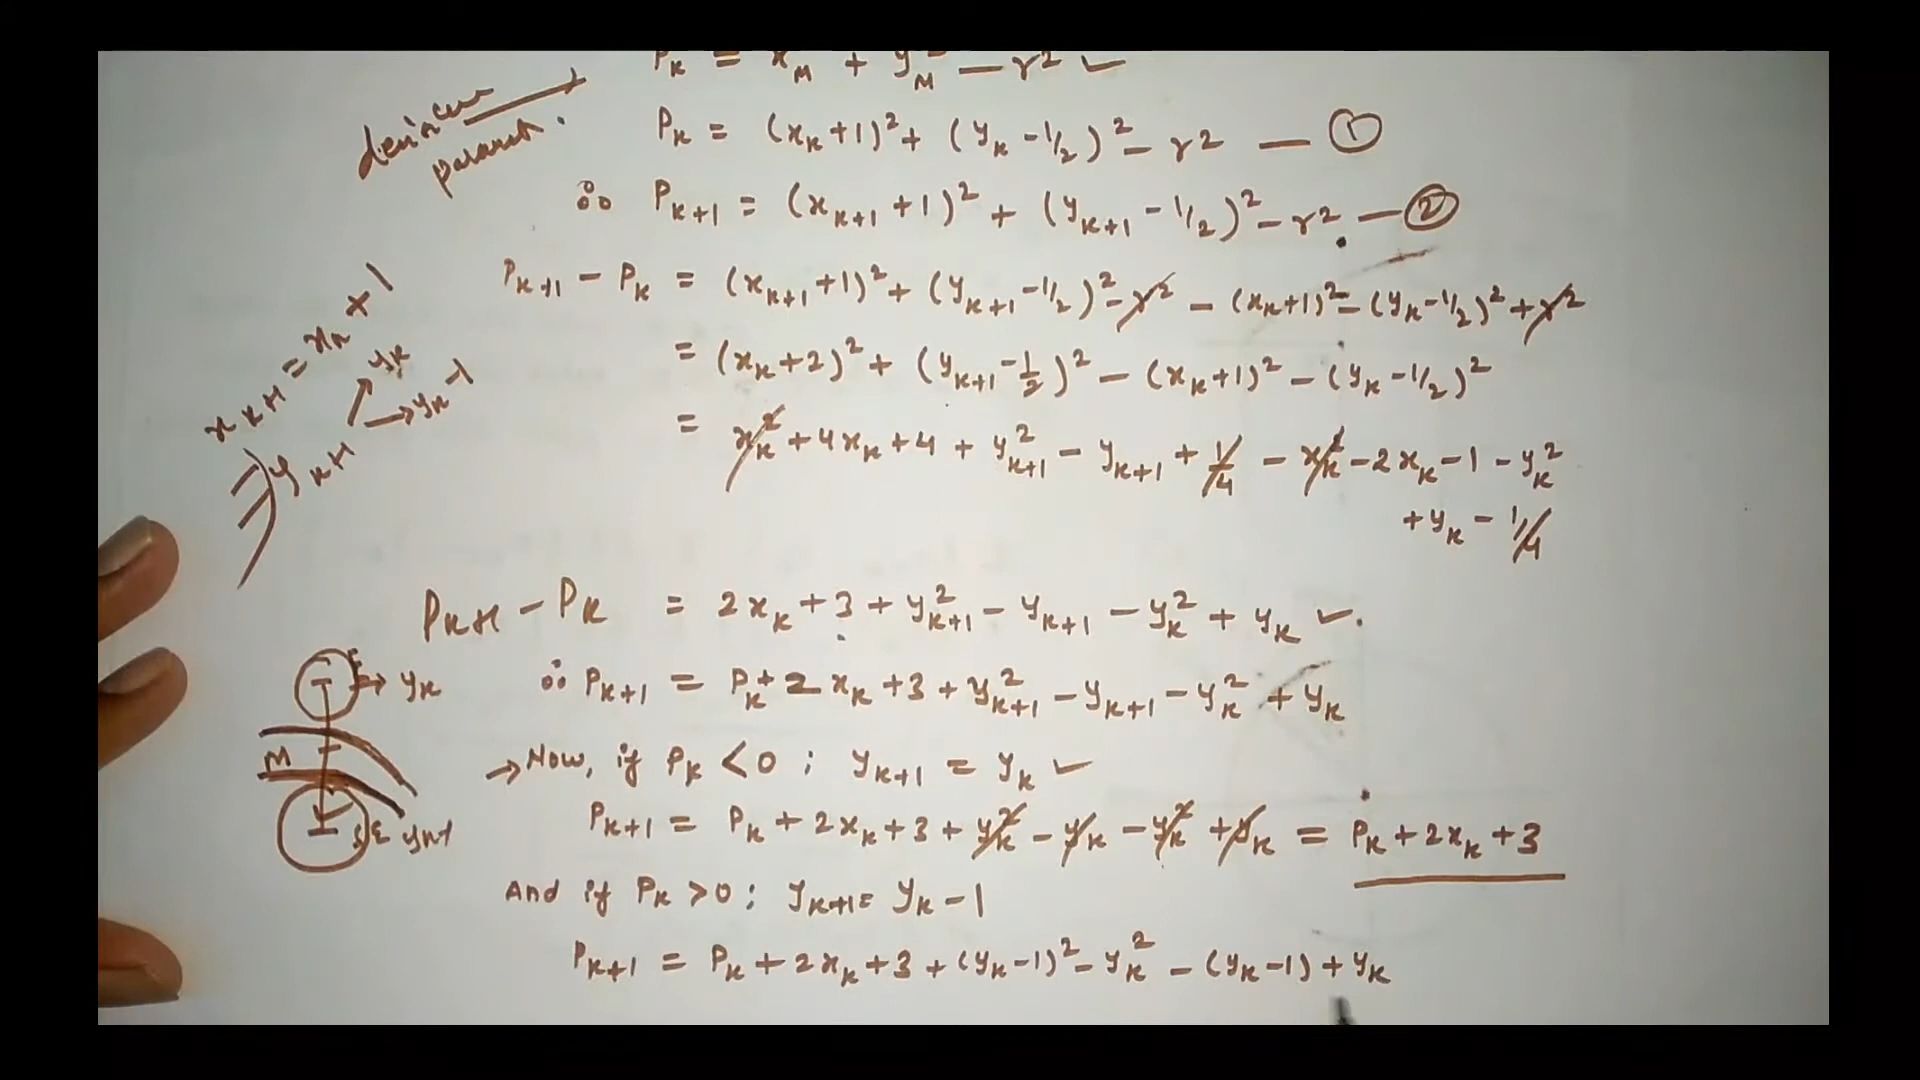 Pₖ = x_M + y_M² — r² ✓
Pₖ = (xₖ+1)² + (yₖ - 1/2)² - r² — ①
∴ Pₖ₊₁ = (xₖ₊₁ + 1)² + (yₖ₊₁ - 1/2)² - r² — ②
Pₖ₊₁ - Pₖ = (xₖ₊₁ + 1)² + (yₖ₊₁ - 1/2)² - r² - (xₖ+1)² - (yₖ - 1/2)² + r²
= (xₖ+2)² + (yₖ₊₁ - 1/2)² - (xₖ+1)² - (yₖ - 1/2)²
= xₖ² + 4xₖ + 4 + yₖ₊₁² - yₖ₊₁ + 1/4 - xₖ² - 2xₖ - 1 - yₖ²
+ yₖ - 1/4
xₖ₊₁ = xₖ + 1
yₖ
yₖ₊₁ → yₖ-1
Pₖ₊₁ - Pₖ = 2xₖ + 3 + yₖ₊₁² - yₖ₊₁ - yₖ² + yₖ ✓.
→ yₖ
∴ Pₖ₊₁ = Pₖ + 2xₖ + 3 + yₖ₊₁² - yₖ₊₁ - yₖ² + yₖ
M
→ Now, if Pₖ < 0 ; yₖ₊₁ = yₖ ✓
Pₖ₊₁ = Pₖ + 2xₖ + 3 + yₖ² - yₖ - yₖ² + yₖ = Pₖ + 2xₖ + 3
And if Pₖ > 0 ; yₖ₊₁ = yₖ - 1
Pₖ₊₁ = Pₖ + 2xₖ + 3 + (yₖ-1)² - yₖ² - (yₖ-1) + yₖ